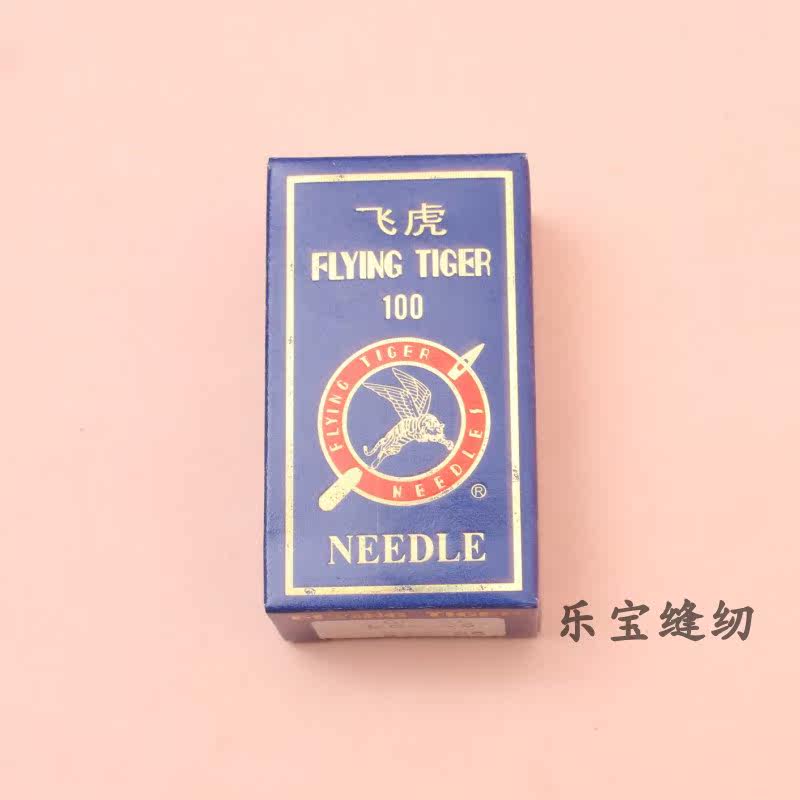 飞虎
FLYING TIGER
100
FLYING TIGER
NEEDLES
®
NEEDLE
乐宝缝纫